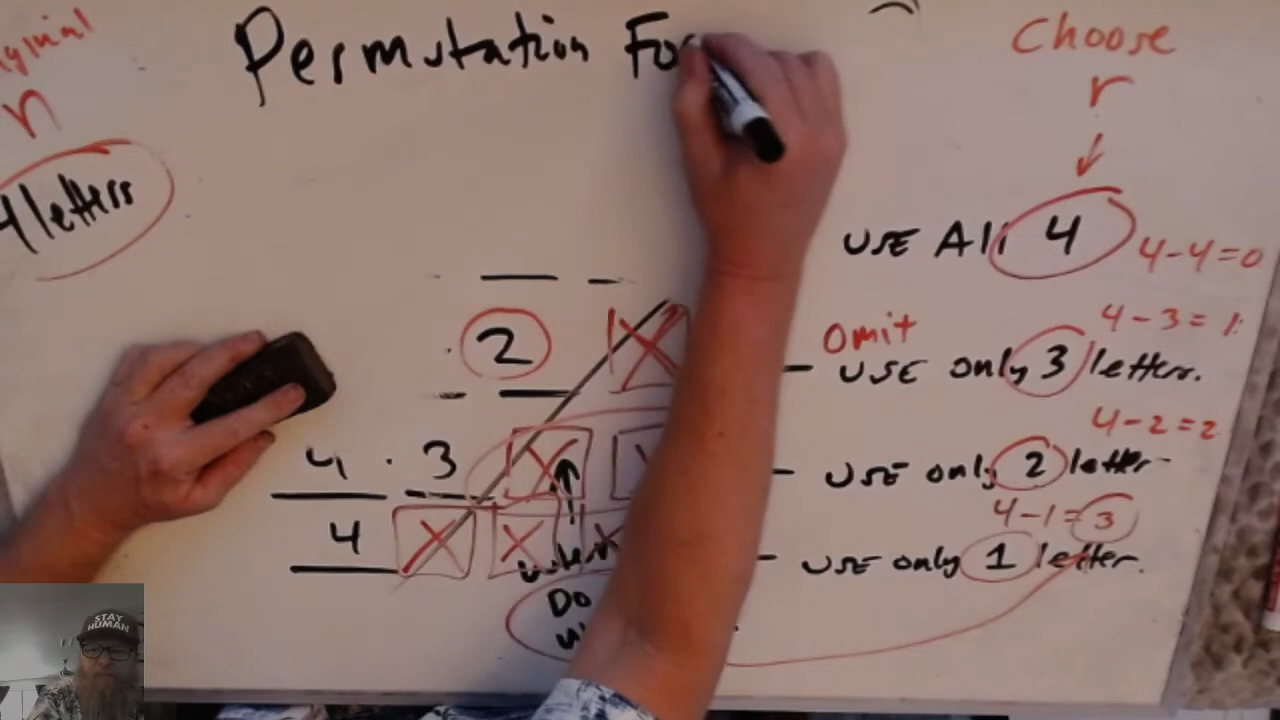 Permutation Fo
Choose
r
n
4 letters
USE All 4
4-4=0
4-3=1
2
omit
USE only 3 letters.
4-2=2
4 · 3
USE only 2 letter
4-1=3
4
USE only 1 letter.
Do
STAY
HUMAN